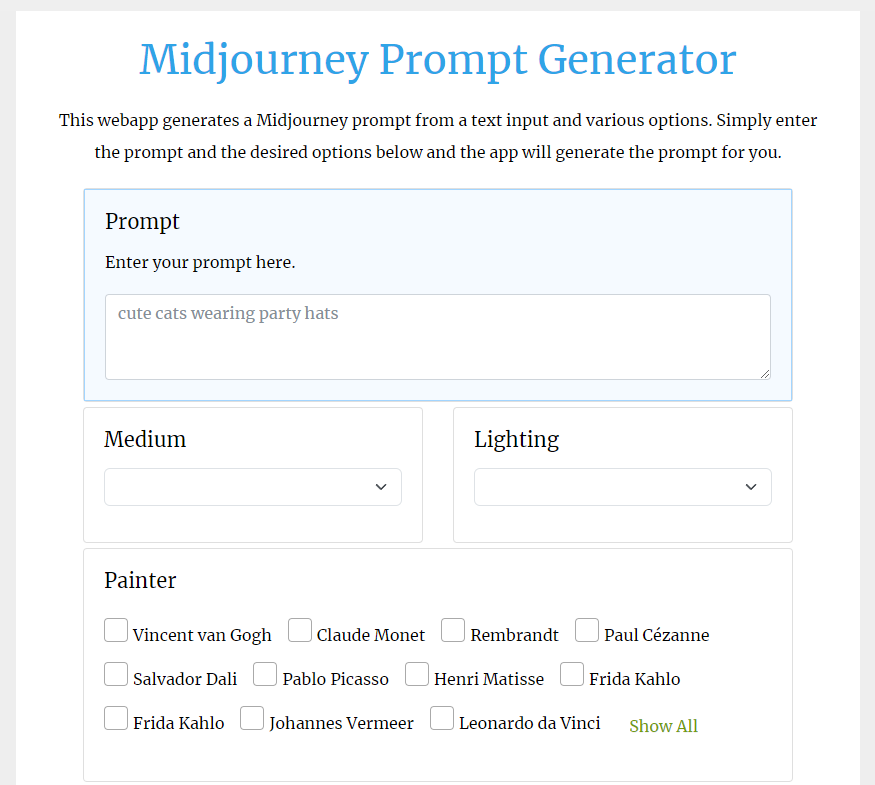 Midjourney Prompt Generator
This webapp generates a Midjourney prompt from a text input and various options. Simply enter
the prompt and the desired options below and the app will generate the prompt for you.
Prompt
Enter your prompt here.
cute cats wearing party hats
Medium
Lighting
Painter
Vincent van Gogh Claude Monet Rembrandt Paul Cézanne
Salvador Dali Pablo Picasso Henri Matisse Frida Kahlo
Frida Kahlo Johannes Vermeer Leonardo da Vinci Show All